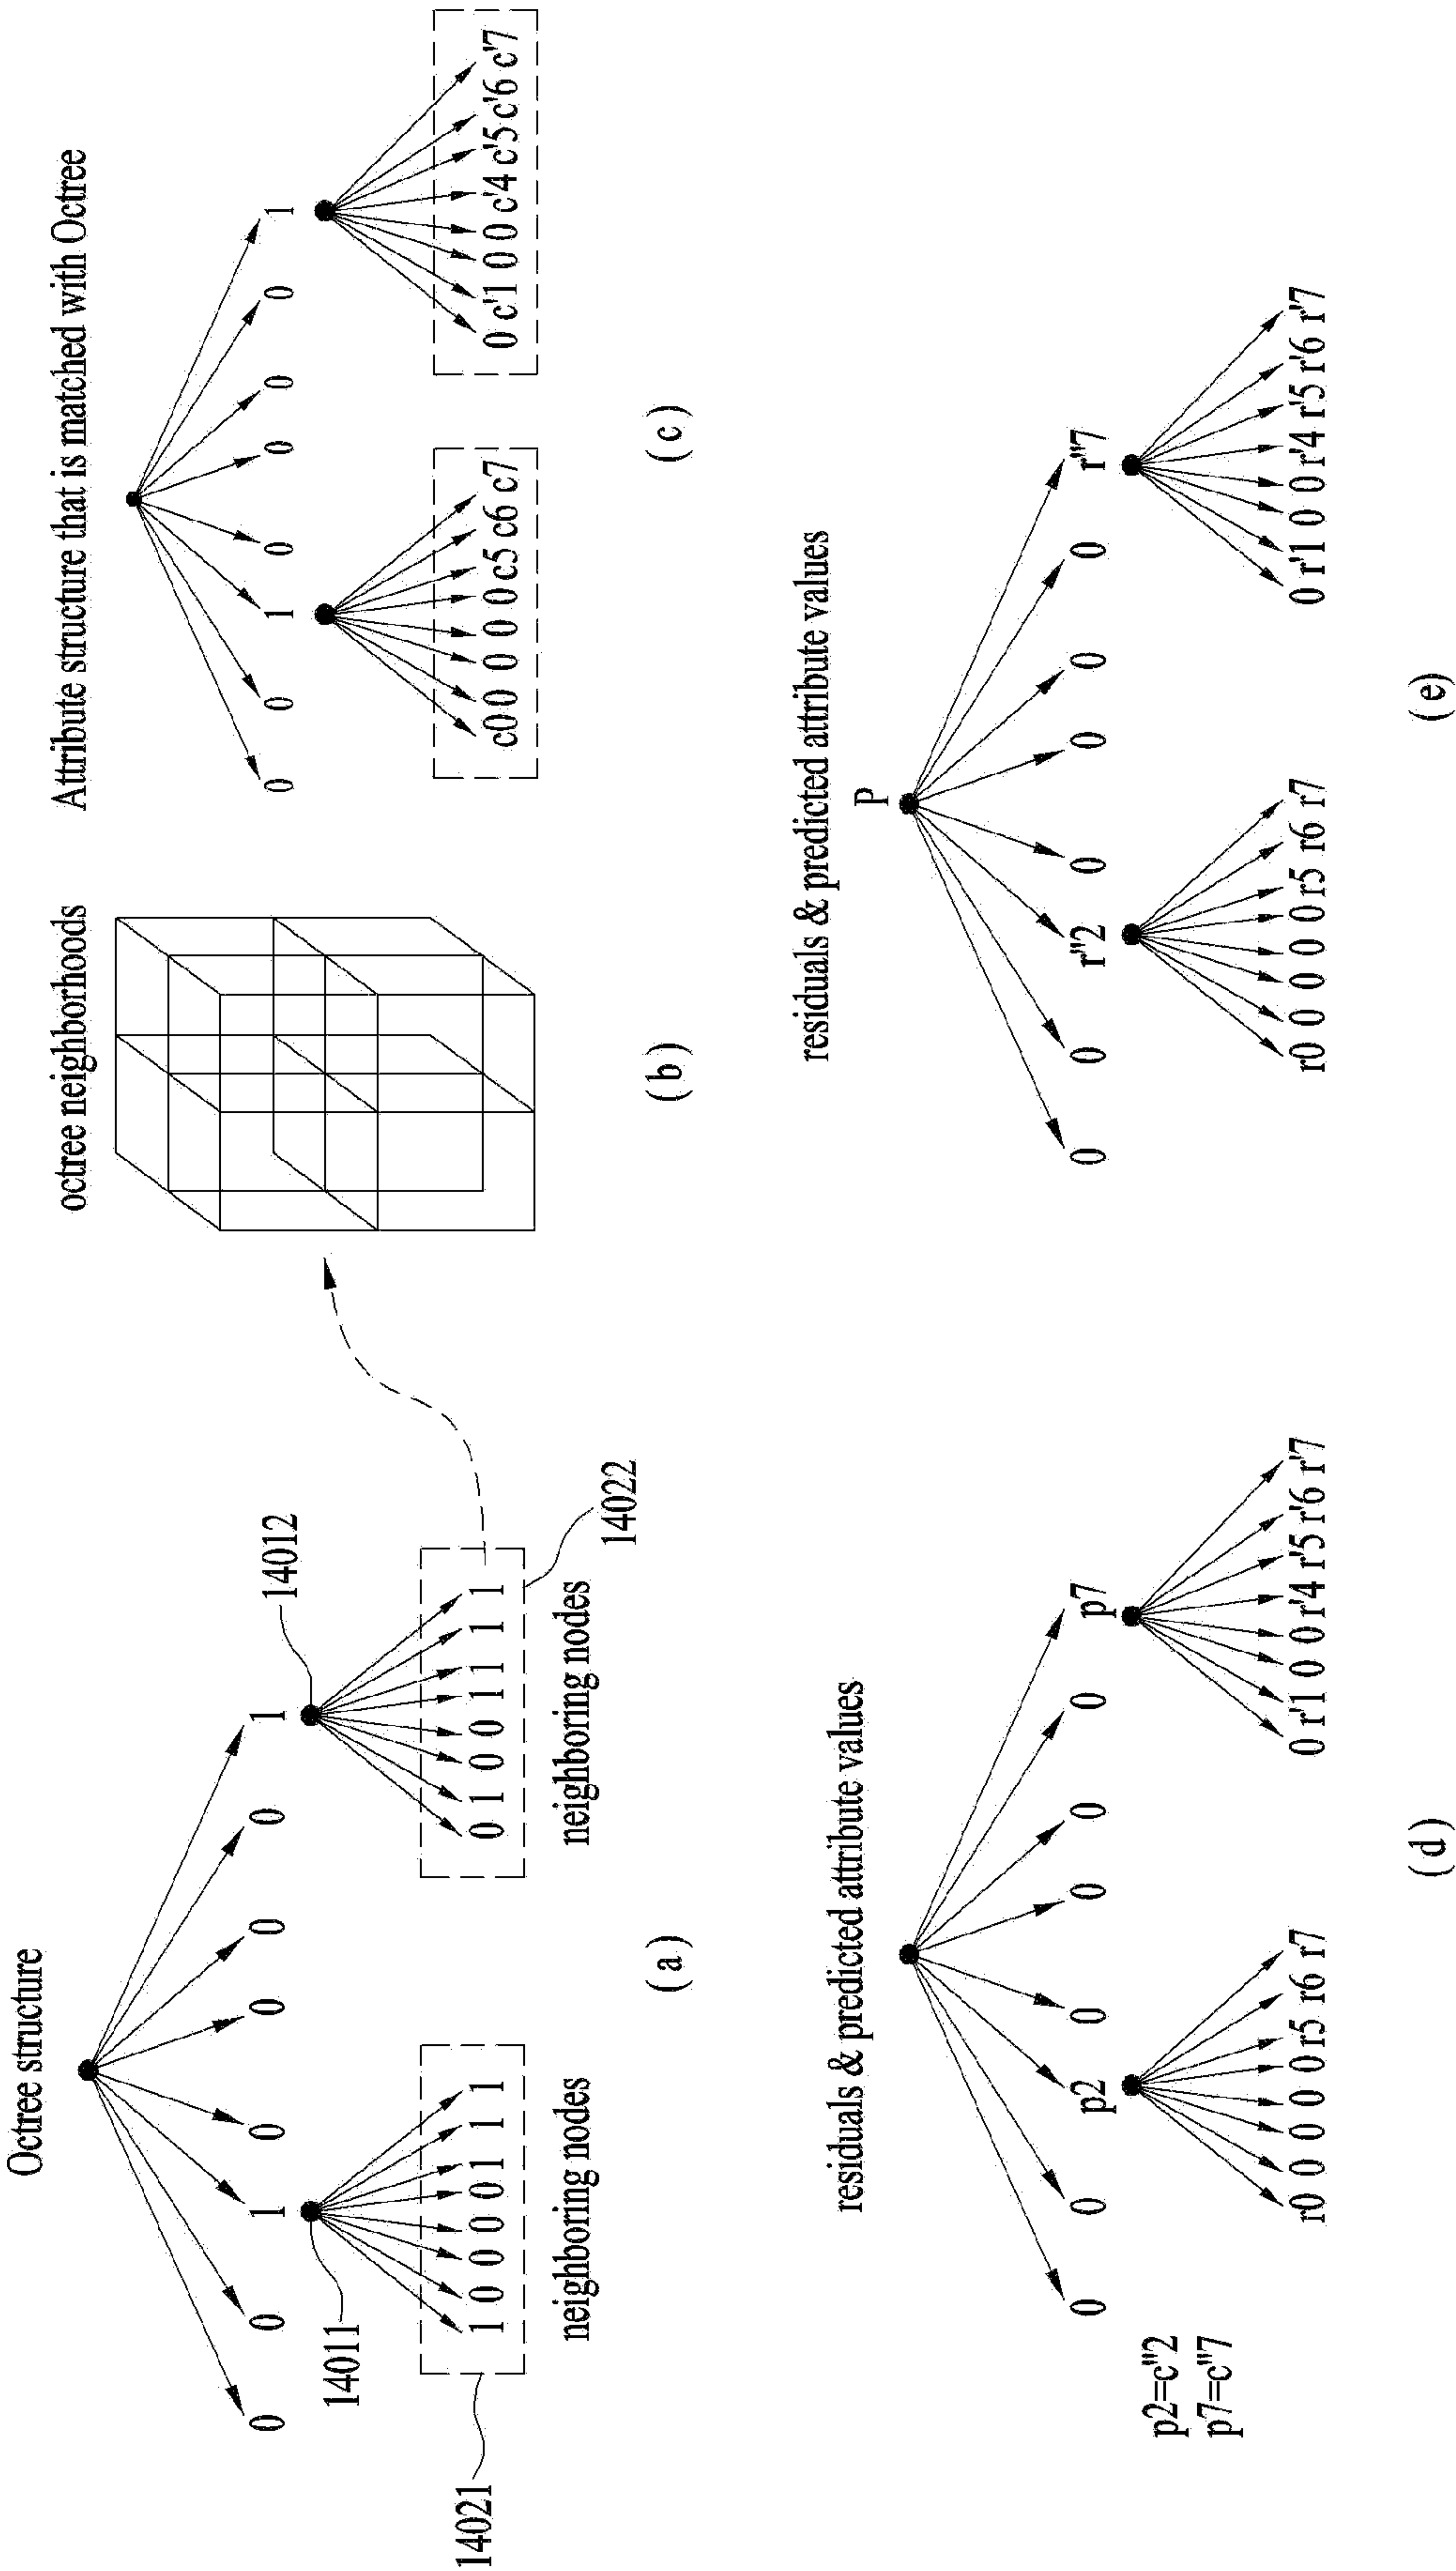 Octree structure
0 0 1 0 0 0 0 1
14011
14012
14021
1 0 0 0 0 1 1 1
0 1 0 0 1 1 1 1
14022
neighboring nodes
neighboring nodes
( a )
octree neighborhoods
( b )
Attribute structure that is matched with Octree
0 0 1 0 0 0 0 1
c0 0 0 0 0 c5 c6 c7
0 c'1 0 0 c'4 c'5 c'6 c'7
( c )
residuals & predicted attribute values
0 0 p2 0 0 0 0 p7
p2=c"2
p7=c"7
r0 0 0 0 0 r5 r6 r7
0 r'1 0 0 r'4 r'5 r'6 r'7
( d )
residuals & predicted attribute values
P
0 0 r"2 0 0 0 0 r"7
r0 0 0 0 0 r5 r6 r7
0 r'1 0 0 r'4 r'5 r'6 r'7
( e )